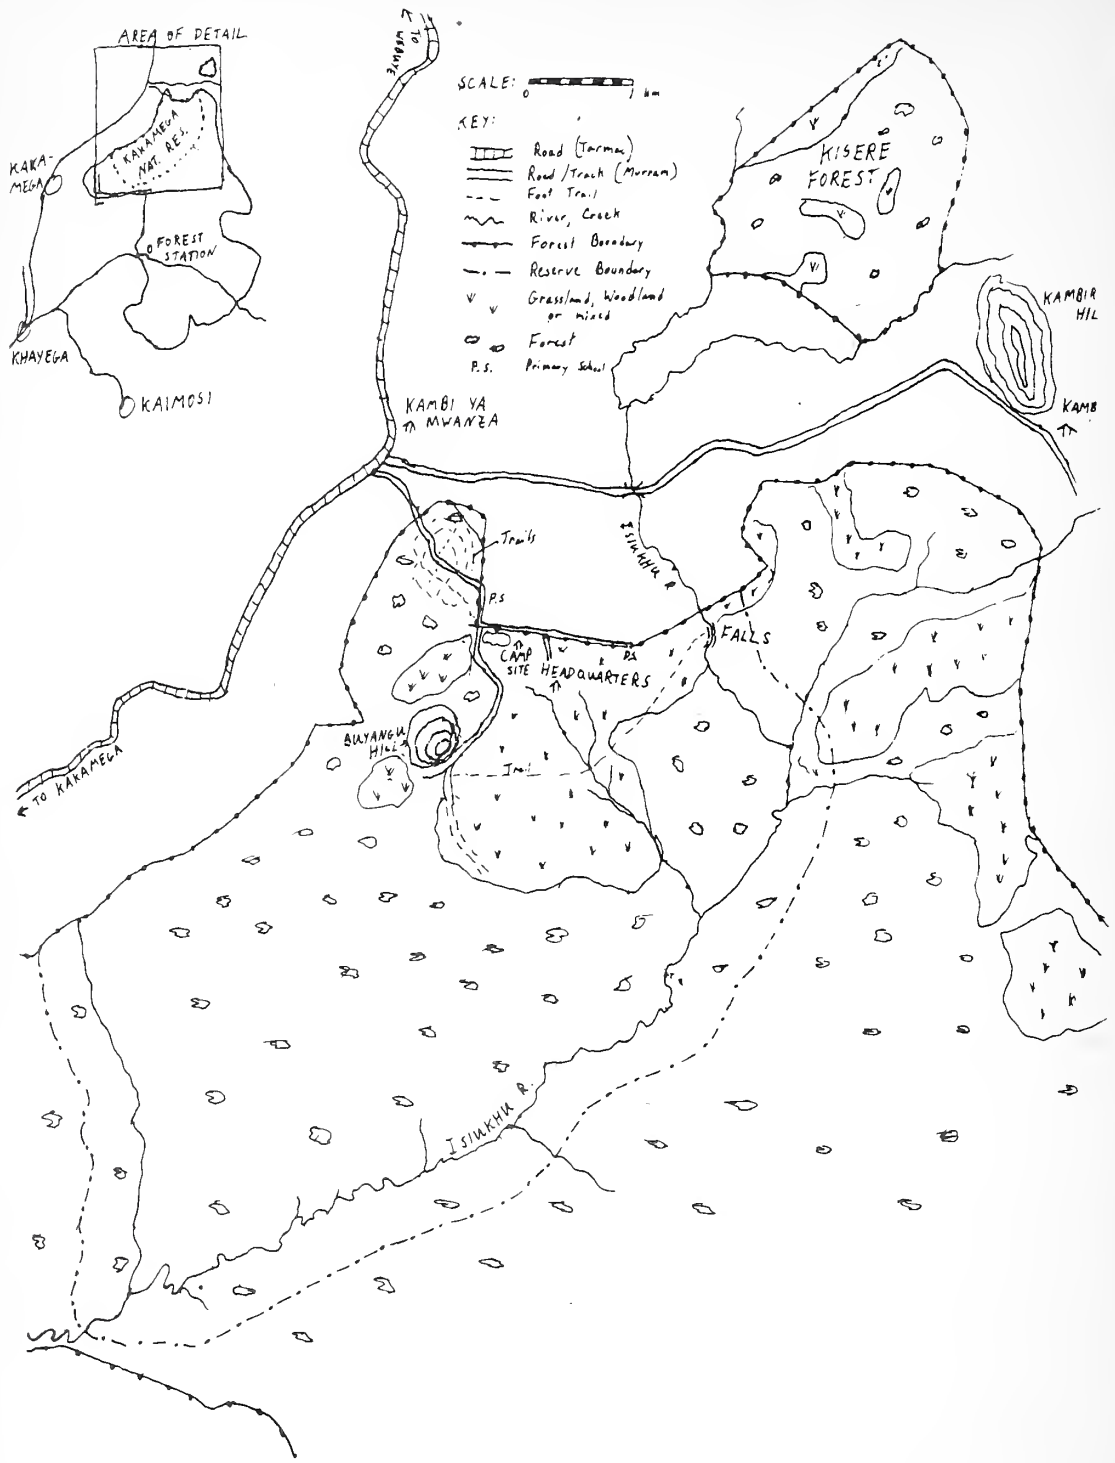 AREA OF DETAIL
KAKAMEGA
NAT. RES.
KAKA-
MEGA
FOREST
STATION
KHAYEGA
KAIMOSI
← TO
WEBUYE
SCALE:
0 1 km
KEY:
Road (Tarmac)
Road/Track (Murram)
Foot Trail
River, Creek
Forest Boundary
Reserve Boundary
Grassland, Woodland
or mixed
Forest
P.S. Primary School
KISERE
FOREST
KAMBIR
HIL
KAMB
KAMBI YA
MWANZA
Trails
ISIUKHU R
P.S
FALLS
CAMP
SITE
HEADQUARTERS
P.S
BUYANGU
HILL
Trail
← TO KAKAMEGA
ISIUKHU R.